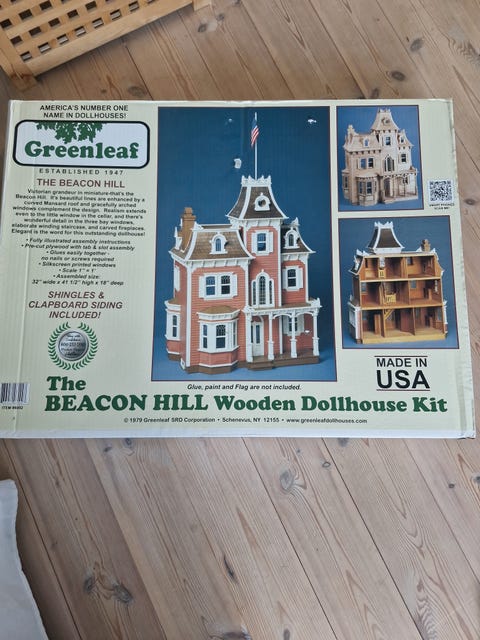 AMERICA'S NUMBER ONE
NAME IN DOLLHOUSES!
Greenleaf
ESTABLISHED 1947
THE BEACON HILL
Victorian grandeur in miniature-that's the
Beacon Hill. It's beautiful lines are enhanced by a
curved Mansard roof and gracefully arched
windows complement the design. Realism extends
even to the little window in the cellar, and there's
wonderful detail in the three bay windows,
elaborate winding staircase, and carved fireplaces.
Elegant is the word for this outstanding dollhouse!
• Fully illustrated assembly instructions
• Pre-cut plywood with tab & slot assembly
• Glues easily together -
no nails or screws required
• Silkscreen printed windows
• Scale 1" = 1'
• Assembled size:
32" wide x 41 1/2" high x 18" deep
SHINGLES &
CLAPBOARD SIDING
INCLUDED!
MADE IN
USA
Glue, paint and Flag are not included.
The
BEACON HILL Wooden Dollhouse Kit
© 1979 Greenleaf SRD Corporation • Schenevus, NY 12155 • www.greenleafdollhouses.com